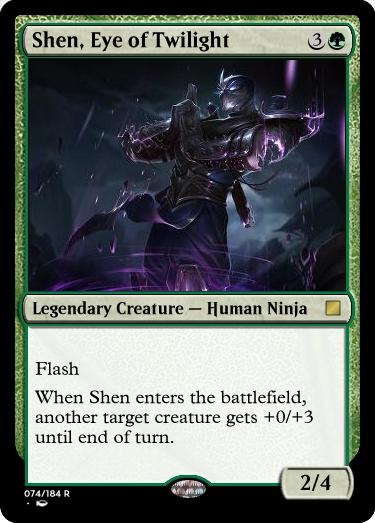 Shen, Eye of Twilight 3
Legendary Creature — Human Ninja
Flash
When Shen enters the battlefield,
another target creature gets +0/+3
until end of turn.
2/4
074/184 R